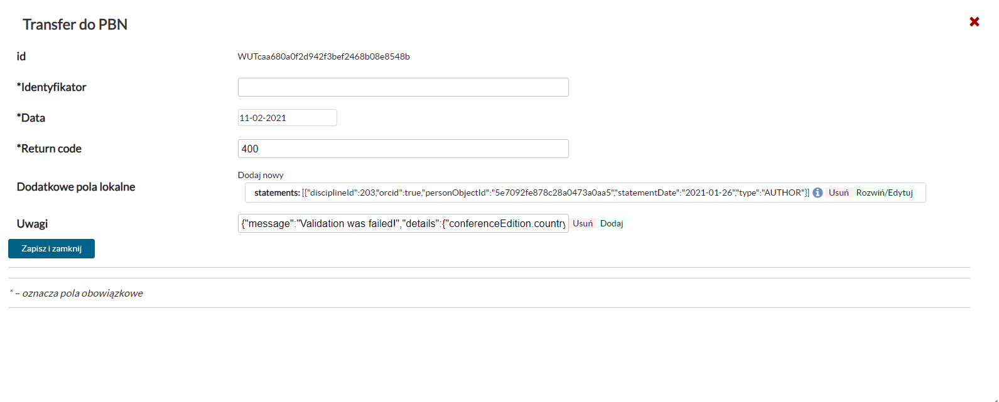 Transfer do PBN
id
WUTcaa680a0f2d942f3bef2468b08e8548b
*Identyfikator
*Data
11-02-2021
*Return code
400
Dodatkowe pola lokalne
Dodaj nowy
statements: [{"disciplineId":203,"orcid":true,"personObjectId":"5e7092fe878c28a0473a0aa5","statementDate":"2021-01-26","type":"AUTHOR"}] Usuń Rozwiń/Edytuj
Uwagi
{"message":"Validation was failed!","details":{"conferenceEdition.country Usuń Dodaj
Zapisz i zamknij
* – oznacza pola obowiązkowe